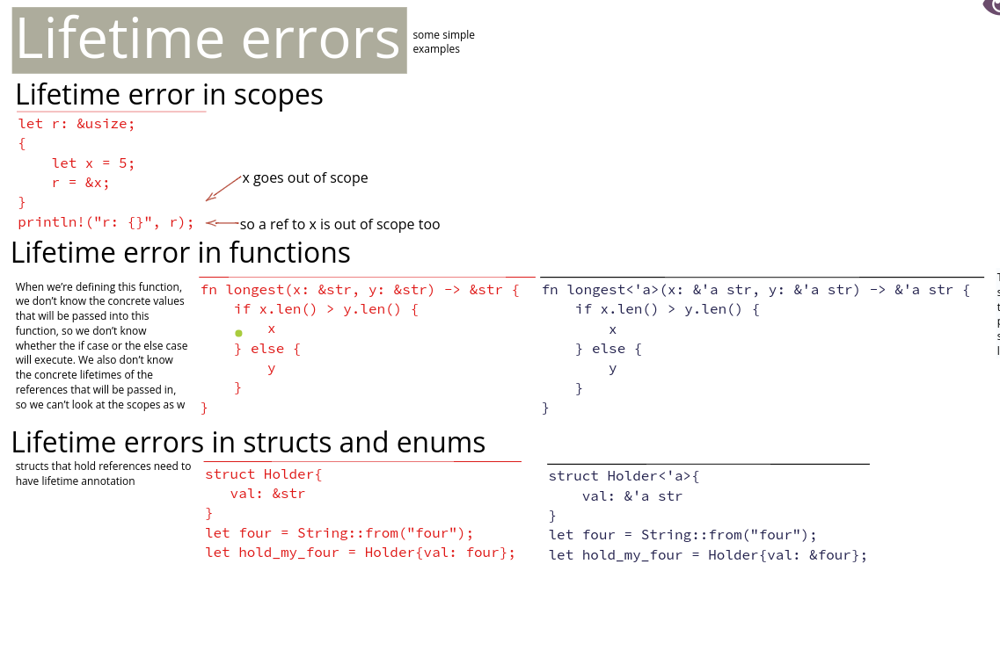 Lifetime errors
some simple
examples
Lifetime error in scopes
let r: &usize;
{
    let x = 5;
    r = &x;
}
println!("r: {}", r);
x goes out of scope
so a ref to x is out of scope too
Lifetime error in functions
When we’re defining this function,
we don’t know the concrete values
that will be passed into this
function, so we don’t know
whether the if case or the else case
will execute. We also don’t know
the concrete lifetimes of the
references that will be passed in,
so we can’t look at the scopes as w
fn longest(x: &str, y: &str) -> &str {
    if x.len() > y.len() {
        x
    } else {
        y
    }
}
fn longest<'a>(x: &'a str, y: &'a str) -> &'a str {
    if x.len() > y.len() {
        x
    } else {
        y
    }
}
Lifetime errors in structs and enums
structs that hold references need to
have lifetime annotation
struct Holder{
   val: &str
}
let four = String::from("four");
let hold_my_four = Holder{val: four};
struct Holder<'a>{
    val: &'a str
}
let four = String::from("four");
let hold_my_four = Holder{val: &four};